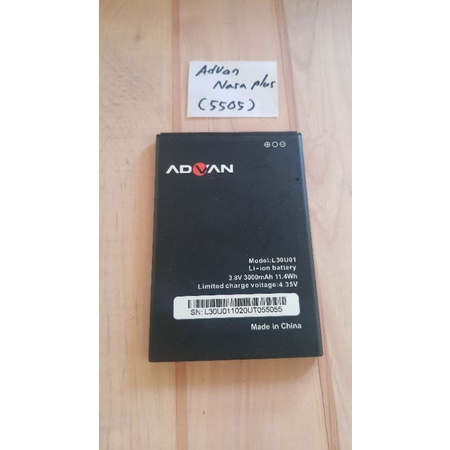 Advan
Nasa plus
(5505)
ADVAN
Model:L30U01
Li-ion battery
3.8V 3000mAh 11.4Wh
Limited charge voltage:4.35V
SN: L30U011020UT055055
Made in China